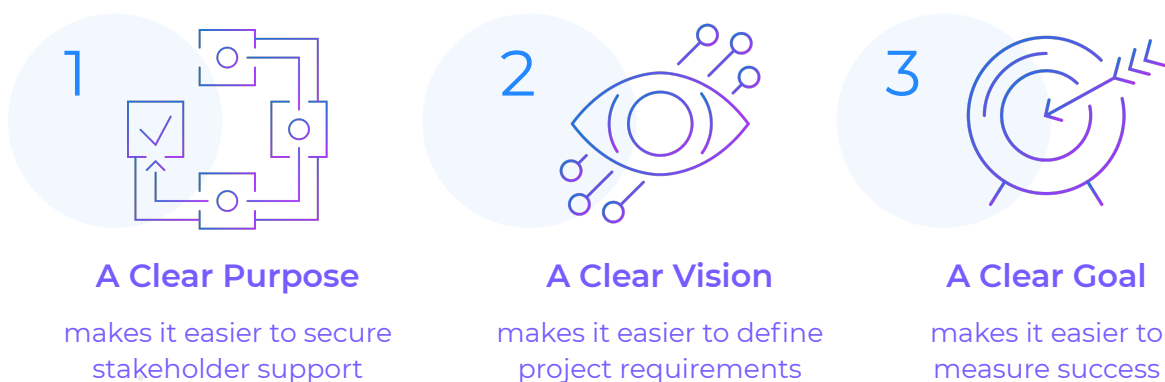 1
A Clear Purpose
makes it easier to secure
stakeholder support
2
A Clear Vision
makes it easier to define
project requirements
3
A Clear Goal
makes it easier to
measure success